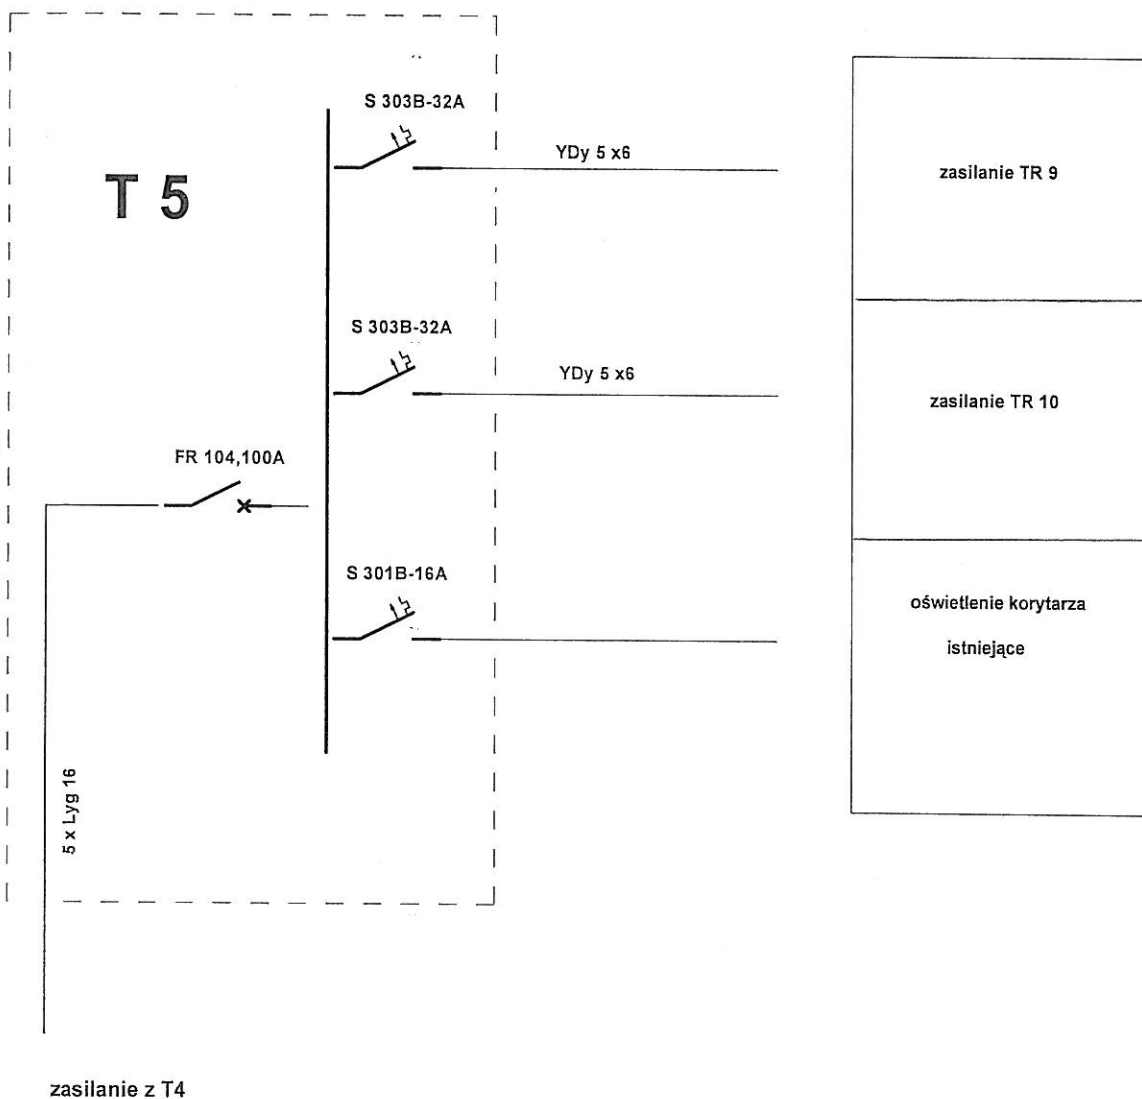 S 303B-32A
YDy 5 x6
zasilanie TR 9
T 5
S 303B-32A
YDy 5 x6
zasilanie TR 10
FR 104,100A
S 301B-16A
oświetlenie korytarza
istniejące
5 x Lyg 16
zasilanie z T4